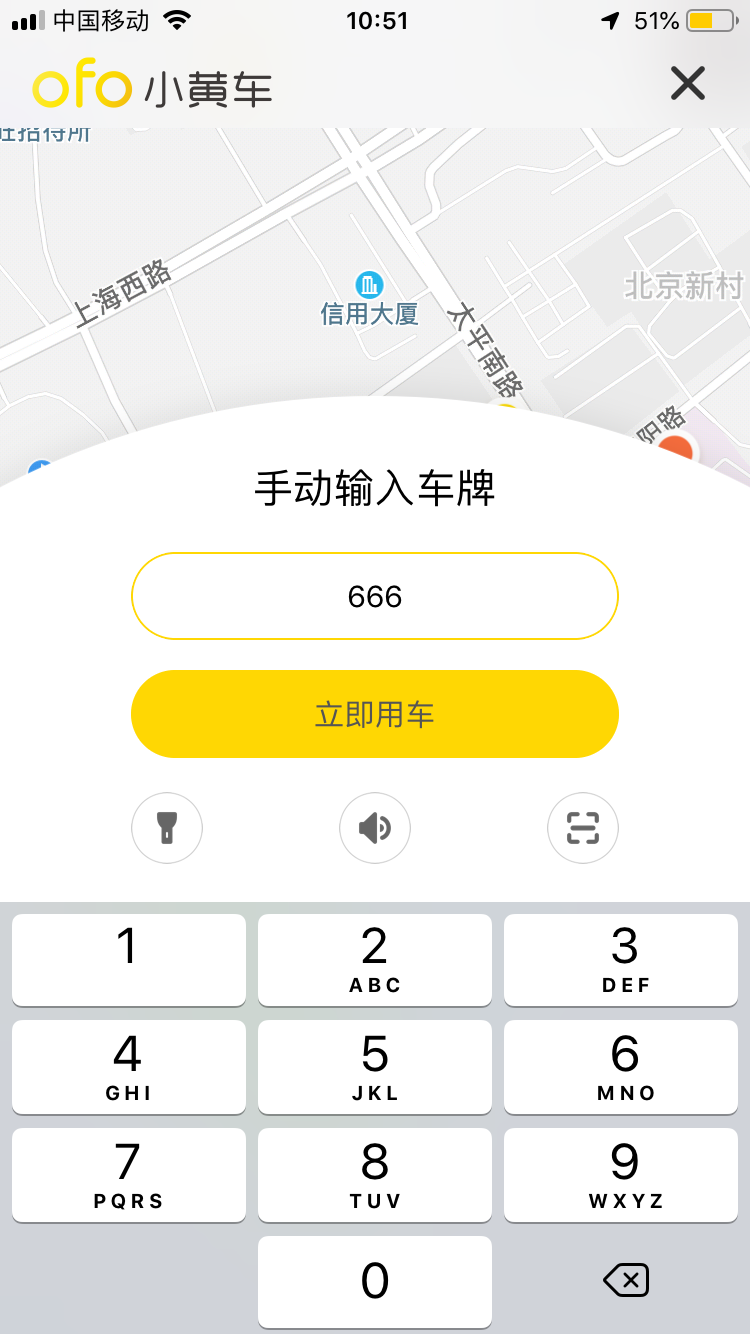 中国移动
10:51
51%
ofo小黄车
招待所
上海西路
信用大厦
太平南路
北京新村
阳路
手动输入车牌
666
立即用车
1
2
ABC
3
DEF
4
GHI
5
JKL
6
MNO
7
PQRS
8
TUV
9
WXYZ
0